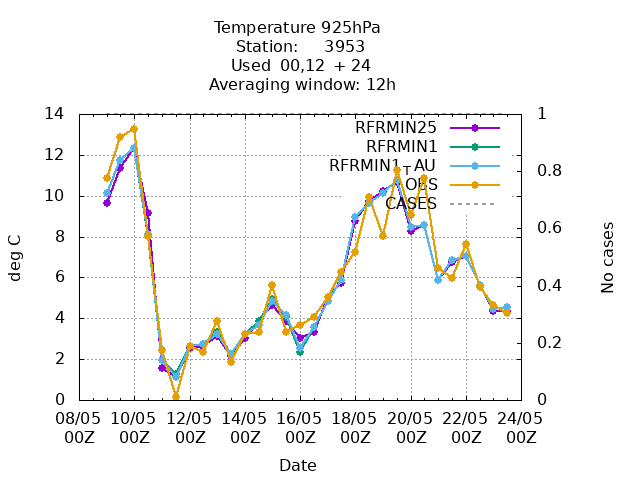 Temperature 925hPa
Station: 3953
Used 00,12 + 24
Averaging window: 12h
14 1
RFRMIN25
RFRMIN1
12
RFRMIN1TAU
0.8
OBS
10
CASES
8
0.6
deg C
No cases
6
0.4
4
0.2
2
0 0
08/05 10/05 12/05 14/05 16/05 18/05 20/05 22/05 24/05
00Z 00Z 00Z 00Z 00Z 00Z 00Z 00Z 00Z
Date